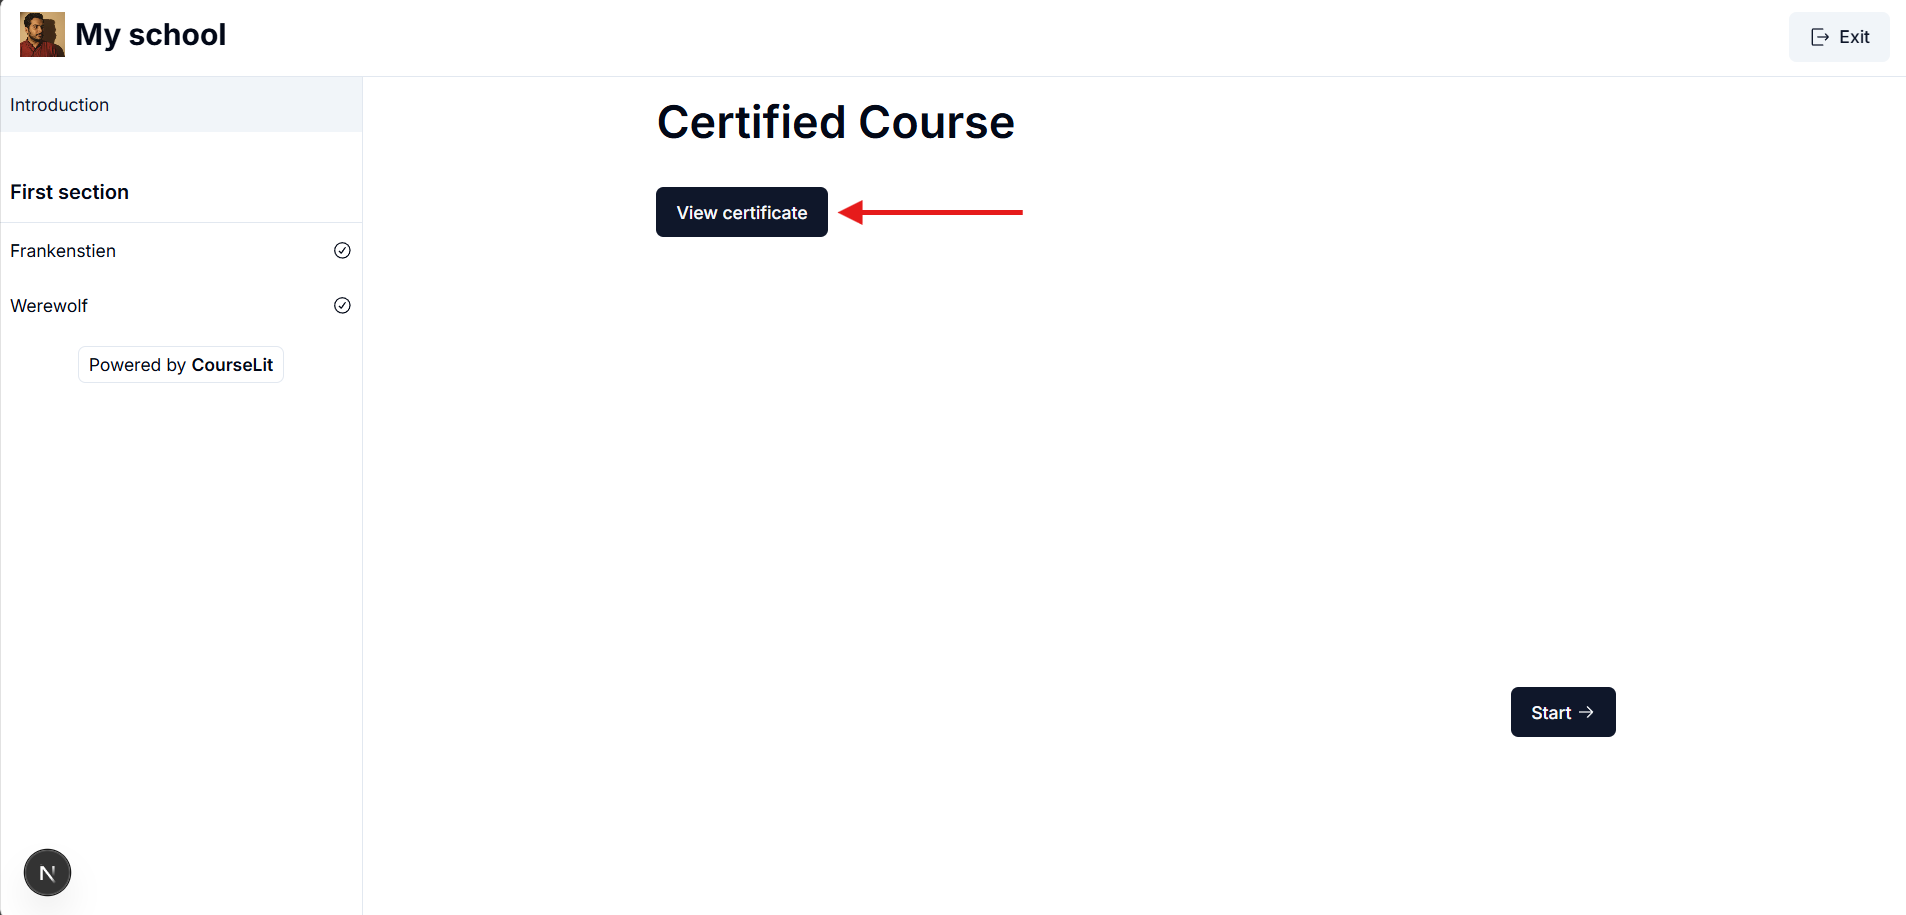 My school
Exit
Introduction
First section
Frankenstien
Werewolf
Powered by CourseLit
N
Certified Course
View certificate
Start →